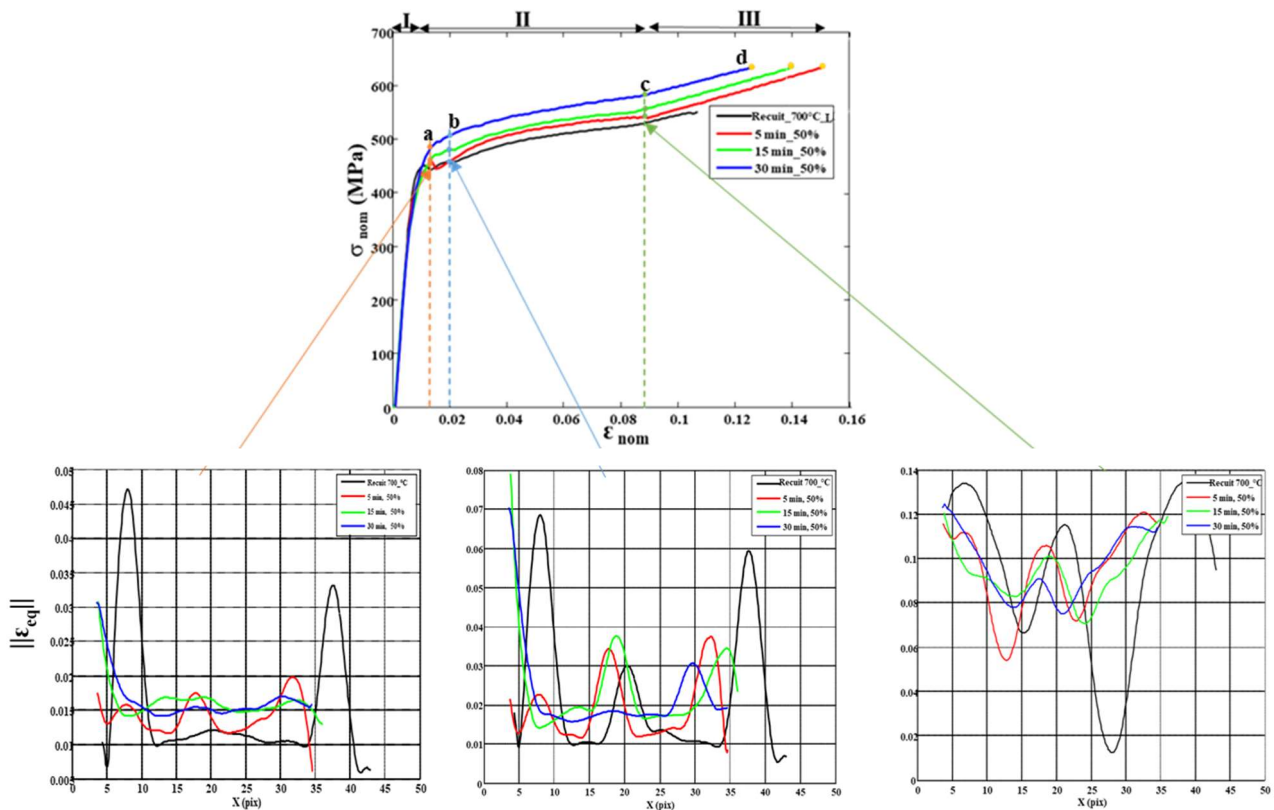 I II III
700
600
500
400
300
200
100
0
σ nom (MPa)
a b c d
Recuit_700°C_L
5 min_50%
15 min_50%
30 min_50%
0 0.02 0.04 0.06 0.08 0.1 0.12 0.14 0.16
ε nom
||εeq||
0.05
0.045
0.04
0.035
0.03
0.025
0.02
0.015
0.01
0.005
Recuit 700_°C
5 min, 50%
15 min, 50%
30 min, 50%
0 5 10 15 20 25 30 35 40 45 50
X (pix)
0.08
0.07
0.06
0.05
0.04
0.03
0.02
0.01
0
Recuit 700_°C
5 min, 50%
15 min, 50%
30 min, 50%
0 5 10 15 20 25 30 35 40 45 50
X (pix)
0.14
0.12
0.1
0.08
0.06
0.04
0.02
0
Recuit 700_°C
5 min, 50%
15 min, 50%
30 min, 50%
0 5 10 15 20 25 30 35 40 45 50
X (pix)